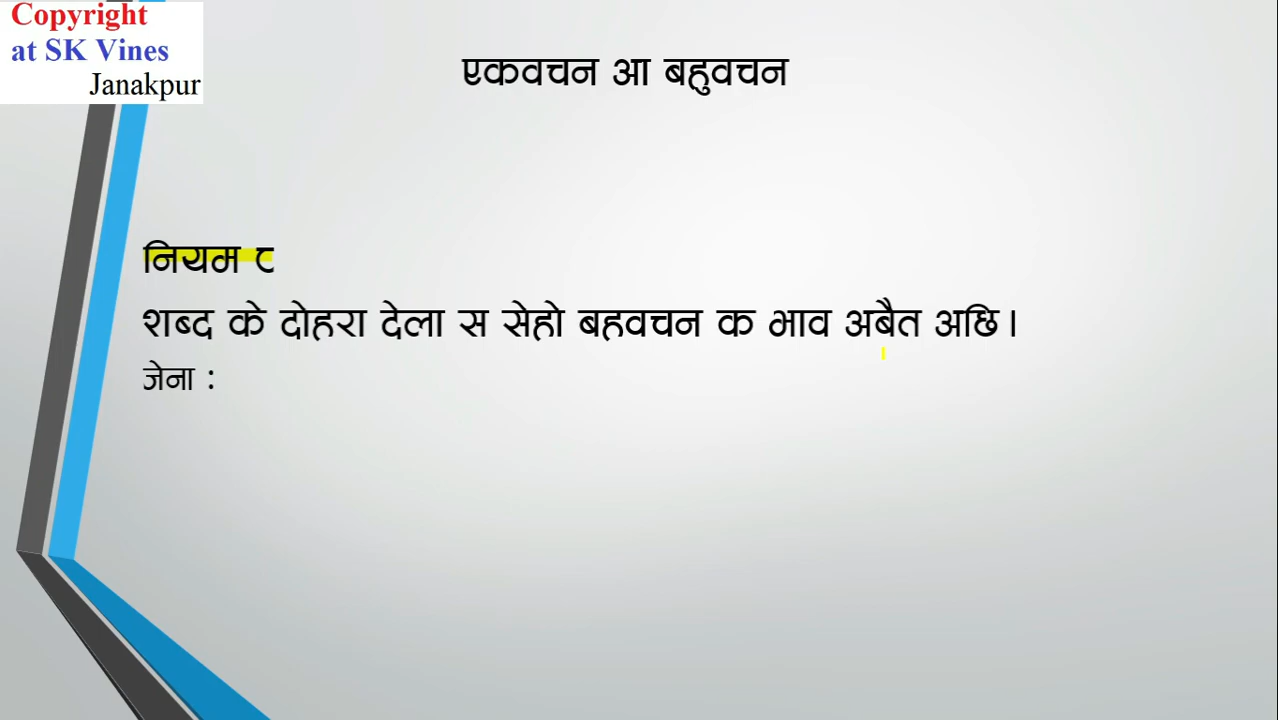 Copyright
at SK Vines
Janakpur
एकवचन आ बहुवचन
नियम ८
शब्द के दोहरा देला स सेहो बहवचन क भाव अबैत अछि ।
जेना :